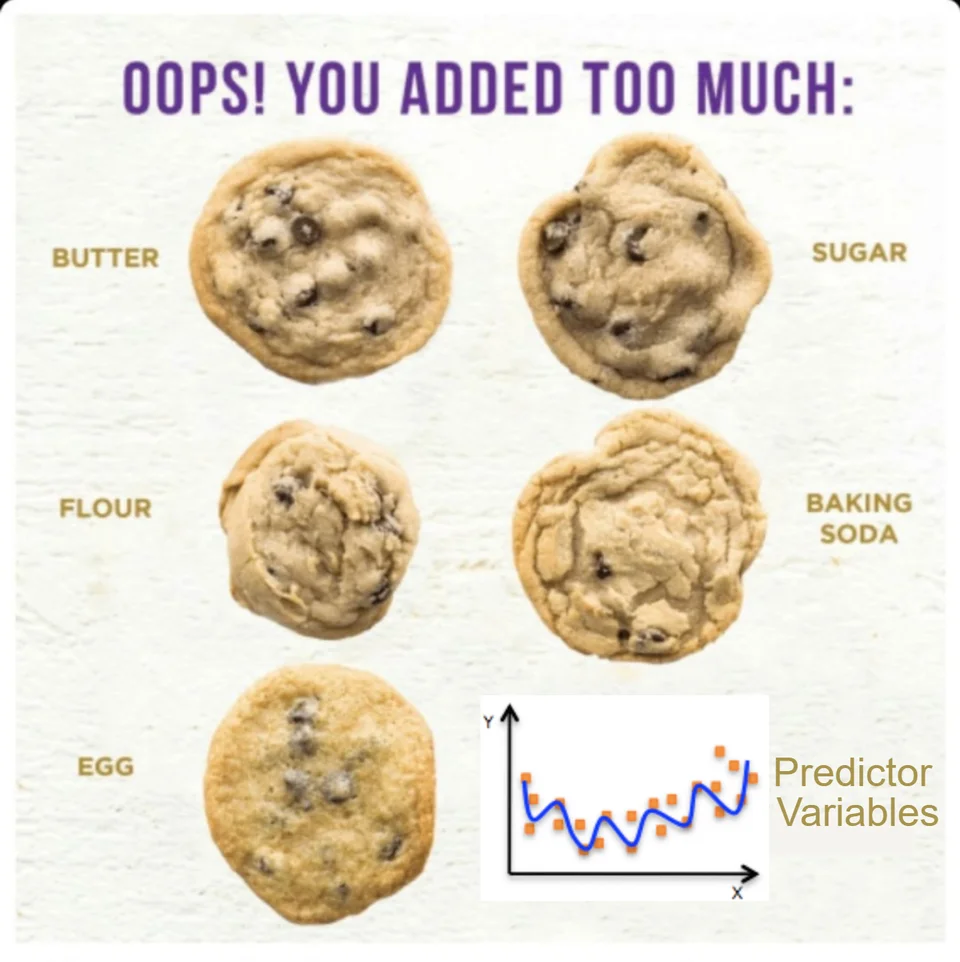 OOPS! YOU ADDED TOO MUCH:
BUTTER
SUGAR
FLOUR
BAKING
SODA
EGG
Y
X
Predictor
Variables